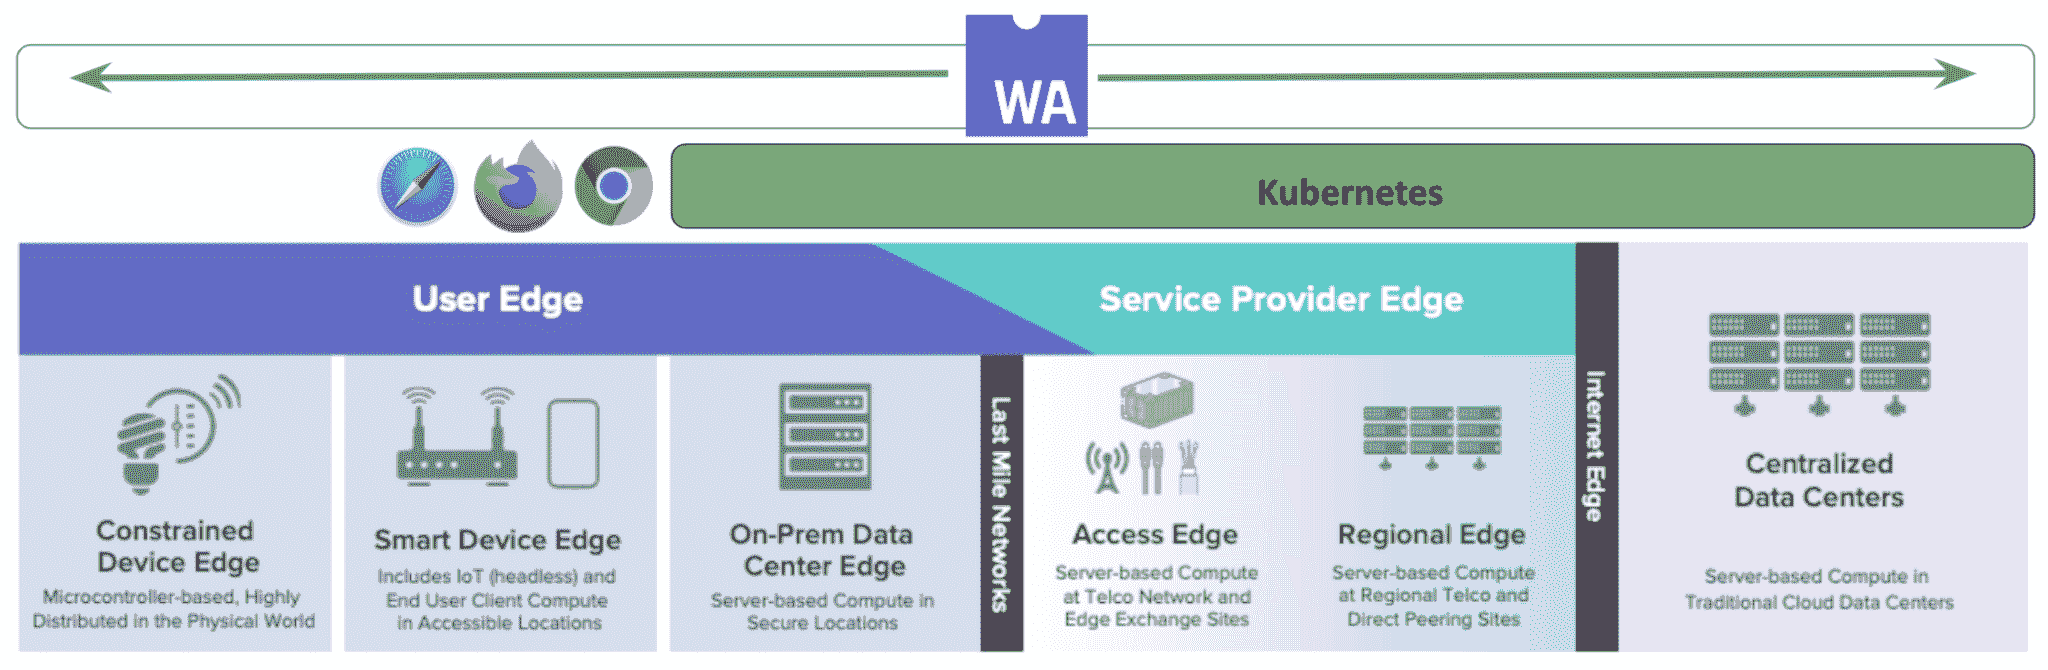 WA
Kubernetes
User Edge
Service Provider Edge
Constrained
Device Edge
Microcontroller-based, Highly
Distributed in the Physical World
Smart Device Edge
Includes IoT (headless) and
End User Client Compute
in Accessible Locations
On-Prem Data
Center Edge
Server-based Compute in
Secure Locations
Last Mile Networks
Access Edge
Server-based Compute
at Telco Network and
Edge Exchange Sites
Regional Edge
Server-based Compute
at Regional Telco and
Direct Peering Sites
Internet Edge
Centralized
Data Centers
Server-based Compute in
Traditional Cloud Data Centers